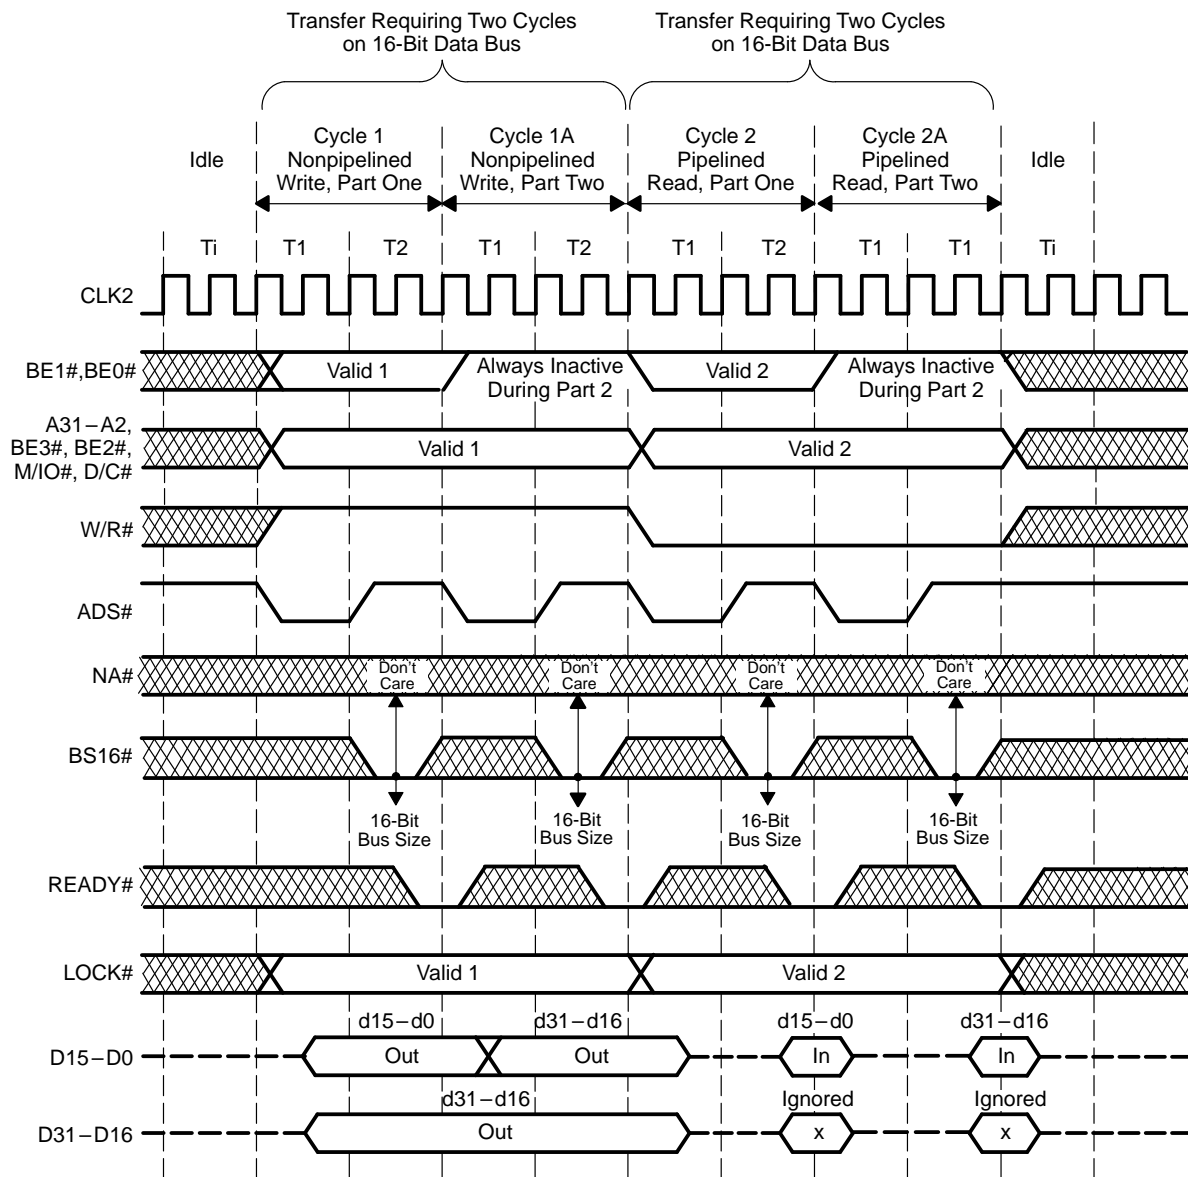 Transfer Requiring Two Cycles
on 16-Bit Data Bus
Transfer Requiring Two Cycles
on 16-Bit Data Bus
Idle
Cycle 1
Nonpipelined
Write, Part One
Cycle 1A
Nonpipelined
Write, Part Two
Cycle 2
Pipelined
Read, Part One
Cycle 2A
Pipelined
Read, Part Two
Idle
Ti T1 T2 T1 T2 T1 T2 T1 T1 Ti
CLK2
BE1#,BE0#
Valid 1
Always Inactive
During Part 2
Valid 2
Always Inactive
During Part 2
A31–A2,
BE3#, BE2#,
M/IO#, D/C#
Valid 1
Valid 2
W/R#
ADS#
NA#
Don't
Care
Don't
Care
Don't
Care
Don't
Care
BS16#
16-Bit
Bus Size
16-Bit
Bus Size
16-Bit
Bus Size
16-Bit
Bus Size
READY#
LOCK#
Valid 1
Valid 2
d15–d0
d31–d16
d15–d0
d31–d16
D15–D0
Out
Out
In
In
d31–d16
Ignored
Ignored
D31–D16
Out
x
x